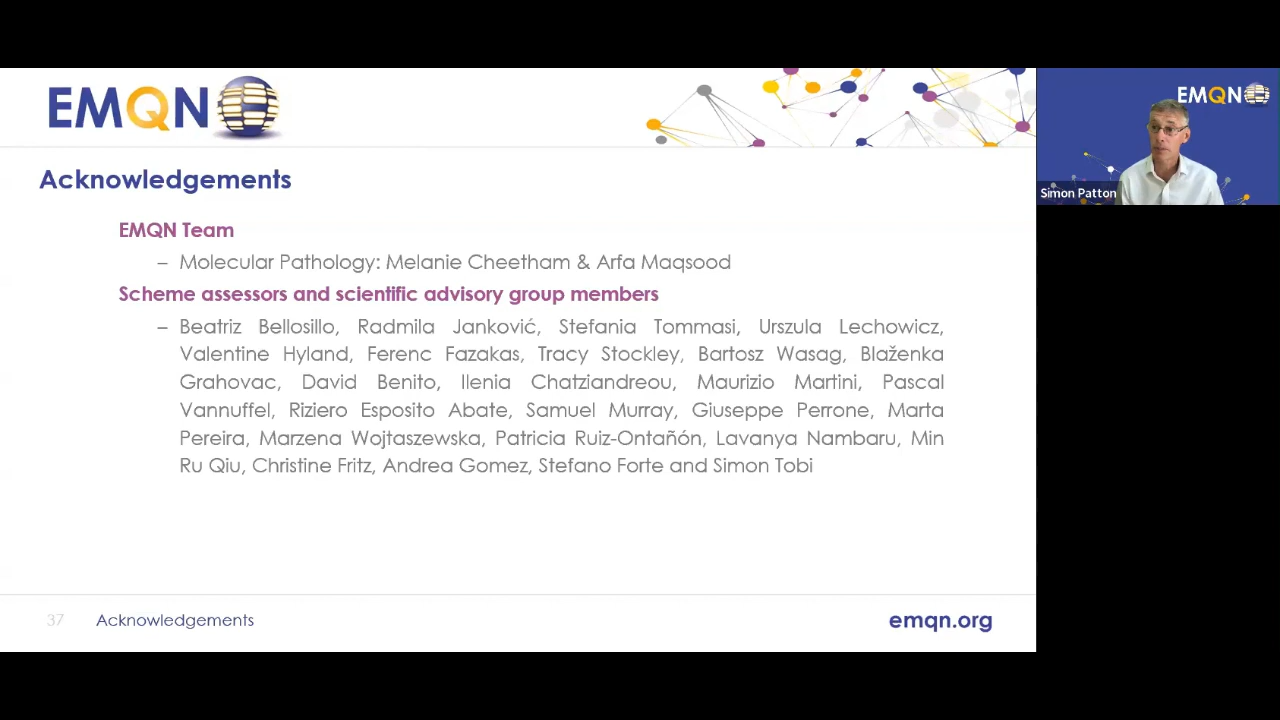 EMQN
EMQN
Simon Patton
Acknowledgements
EMQN Team
– Molecular Pathology: Melanie Cheetham & Arfa Maqsood
Scheme assessors and scientific advisory group members
– Beatriz Bellosillo, Radmila Janković, Stefania Tommasi, Urszula Lechowicz,
Valentine Hyland, Ferenc Fazakas, Tracy Stockley, Bartosz Wasag, Blaženka
Grahovac, David Benito, Ilenia Chatziandreou, Maurizio Martini, Pascal
Vannuffel, Riziero Esposito Abate, Samuel Murray, Giuseppe Perrone, Marta
Pereira, Marzena Wojtaszewska, Patricia Ruiz-Ontañón, Lavanya Nambaru, Min
Ru Qiu, Christine Fritz, Andrea Gomez, Stefano Forte and Simon Tobi
37 Acknowledgements
emqn.org